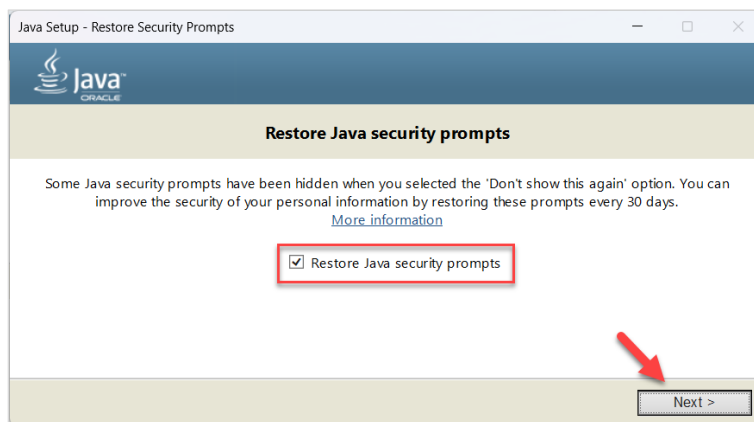 Java Setup - Restore Security Prompts
Java™
ORACLE
Restore Java security prompts
Some Java security prompts have been hidden when you selected the 'Don't show this again' option. You can
improve the security of your personal information by restoring these prompts every 30 days.
More information
Restore Java security prompts
Next >